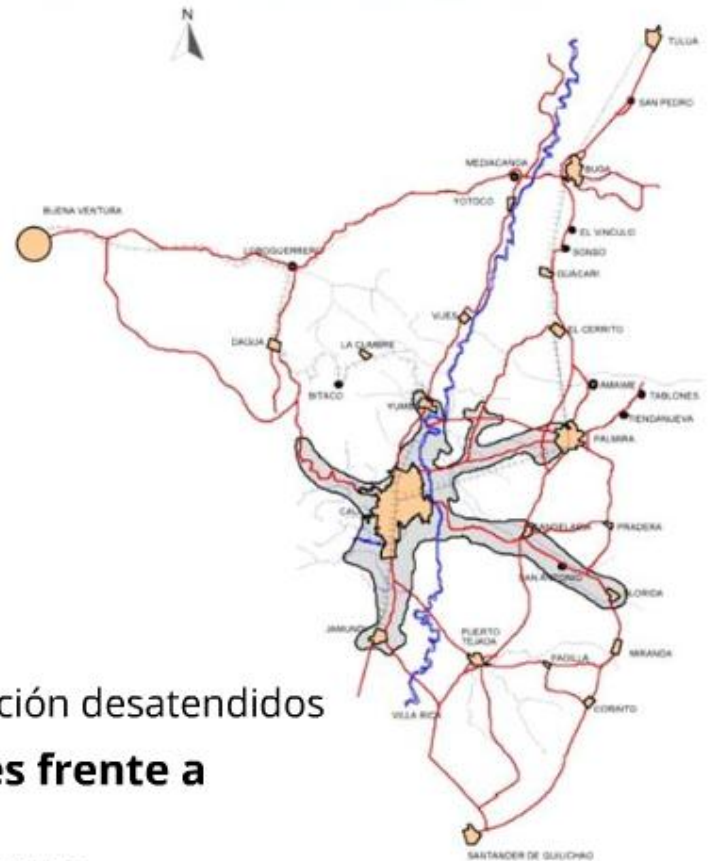 N
TULUA
SAN PEDRO
MEDIACANOA
BUGA
YOTOCO
BUENA VENTURA
EL VINCULO
SONSO
LOBOGUERRERO
GUACARI
VIJES
EL CERRITO
DAGUA
LA CUMBRE
AMAIME
BITACO
TABLONES
YUMBO
TIENDANUEVA
PALMIRA
CALI
CANDELARIA
PRADERA
SAN ANTONIO
FLORIDA
JAMUNDI
PUERTO
TEJADA
MIRANDA
PADILLA
ción desatendidos
VILLA RICA
CORINTO
es frente a
SANTANDER DE QUILICHAO